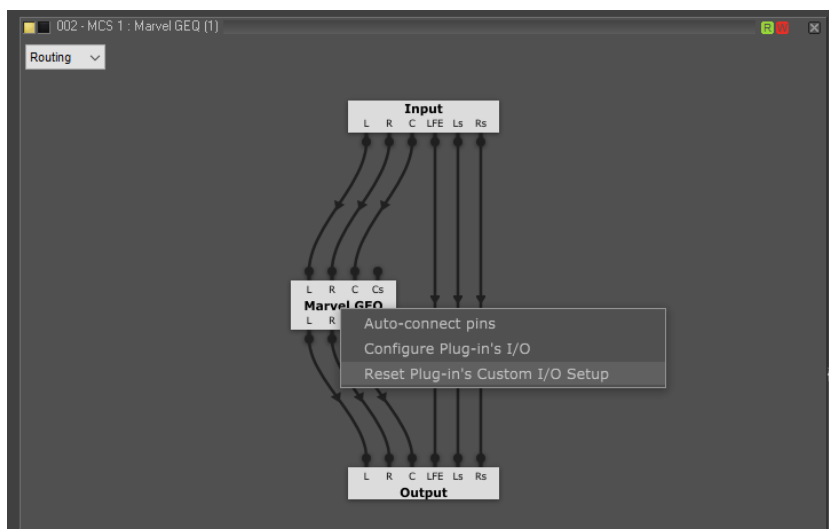 002 - MCS 1 : Marvel GEQ (1)
R W
Routing
Input
L R C LFE Ls Rs
L R C Cs
Marvel GEQ
L R
Auto-connect pins
Configure Plug-in's I/O
Reset Plug-in's Custom I/O Setup
L R C LFE Ls Rs
Output